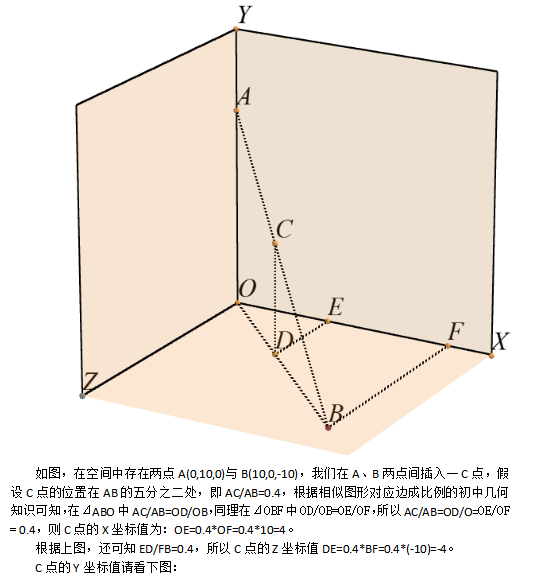 Y
A
C
O
E
F
X
D
Z
B
如图，在空间中存在两点 A(0,10,0)与 B(10,0,-10)，我们在 A、B 两点间插入一 C 点，假
设 C 点的位置在 AB 的五分之二处，即 AC/AB=0.4，根据相似图形对应边成比例的初中几何
知识可知，在⊿ABO 中 AC/AB=OD/OB，同理在⊿OBF 中 OD/OB=OE/OF，所以 AC/AB=OD/O=OE/OF
= 0.4，则 C 点的 X 坐标值为：OE=0.4*OF=0.4*10=4。
根据上图，还可知 ED/FB=0.4，所以 C 点的 Z 坐标值 DE=0.4*BF=0.4*(-10)=-4。
C 点的 Y 坐标值请看下图：